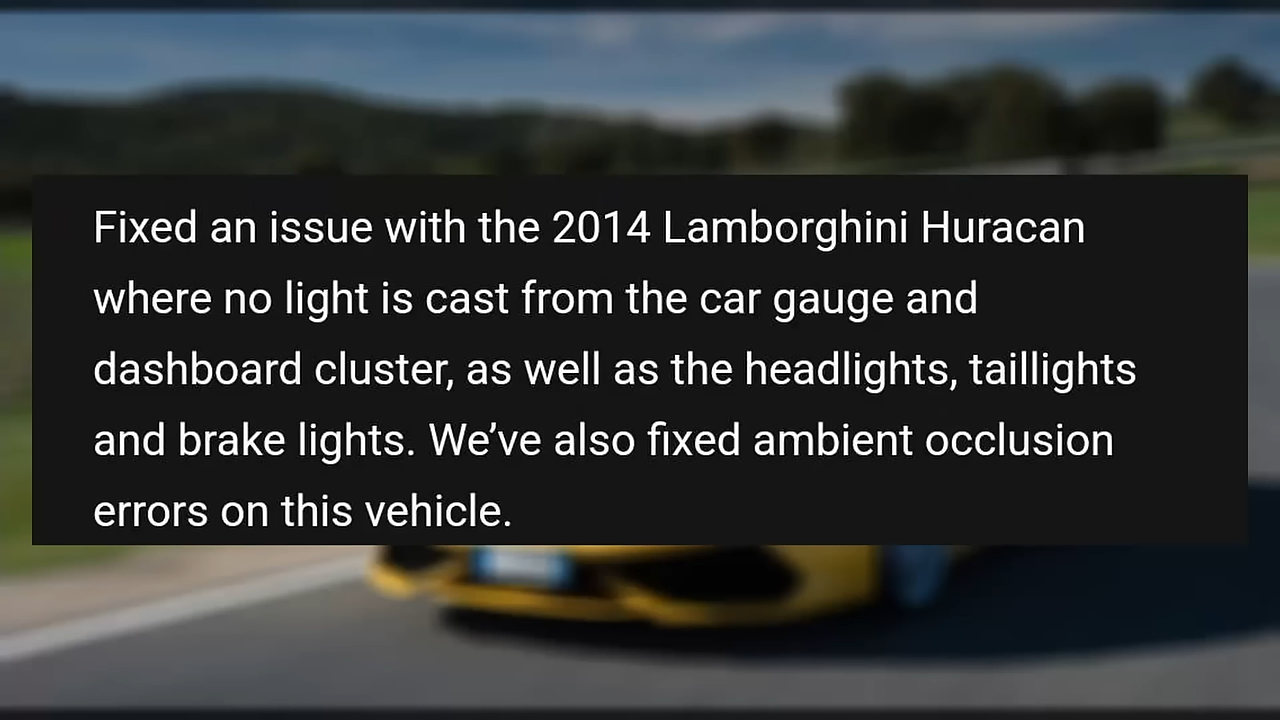 Fixed an issue with the 2014 Lamborghini Huracan
where no light is cast from the car gauge and
dashboard cluster, as well as the headlights, taillights
and brake lights. We’ve also fixed ambient occlusion
errors on this vehicle.